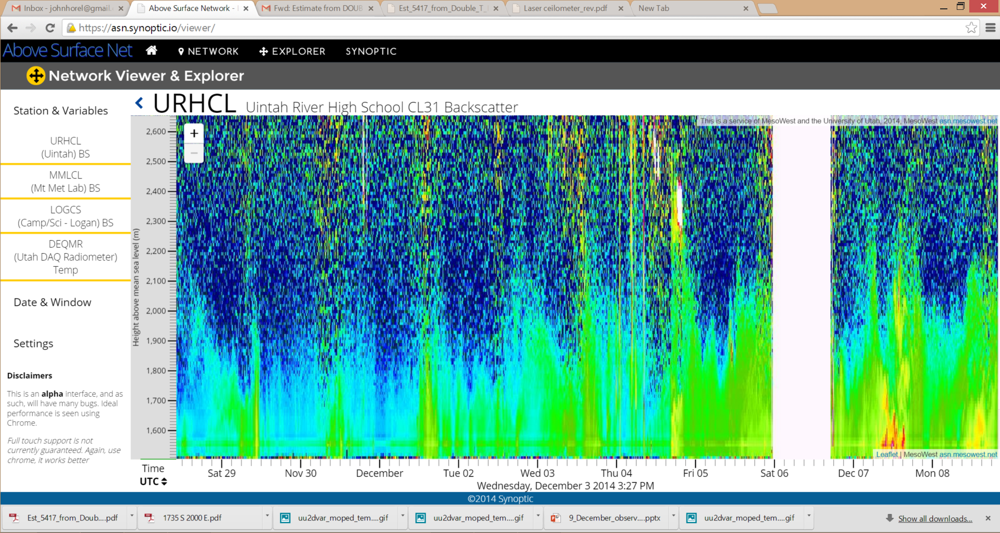 Inbox - johnhorel@gmail.
Above Surface Network -
Fwd: Estimate from DOUB
Est_5417_from_Double_T_
Laser ceilometer_rev.pdf
New Tab
https://asn.synoptic.io/viewer/
Above Surface Net
NETWORK
EXPLORER
SYNOPTIC
Network Viewer & Explorer
Station & Variables
URHCL
(Uintah) BS
MMLCL
(Mt Met Lab) BS
LOGCS
(Camp/Sci - Logan) BS
DEQMR
(Utah DAQ Radiometer)
Temp
Date & Window
Settings
Disclaimers
This is an alpha interface, and as
such, will have many bugs. Ideal
performance is seen using
Chrome.
Full touch support is not
currently guaranteed. Again, use
chrome, it works better
URHCL Uintah River High School CL31 Backscatter
This is a service of MesoWest and the University of Utah, 2014, MesoWest asn.mesowest.net
+
−
Height above mean sea level (m)
2,600
2,500
2,400
2,300
2,200
2,100
2,000
1,900
1,800
1,700
1,600
Leaflet | MesoWest asn.mesowest.net
Time
UTC
Sat 29
Nov 30
December
Tue 02
Wed 03
Thu 04
Fri 05
Sat 06
Dec 07
Mon 08
Wednesday, December 3 2014 3:27 PM
©2014 Synoptic
Est_5417_from_Doub....pdf
1735 S 2000 E.pdf
uu2dvar_moped_tem....gif
uu2dvar_moped_tem....gif
9_December_observ....pptx
uu2dvar_moped_tem....gif
Show all downloads...